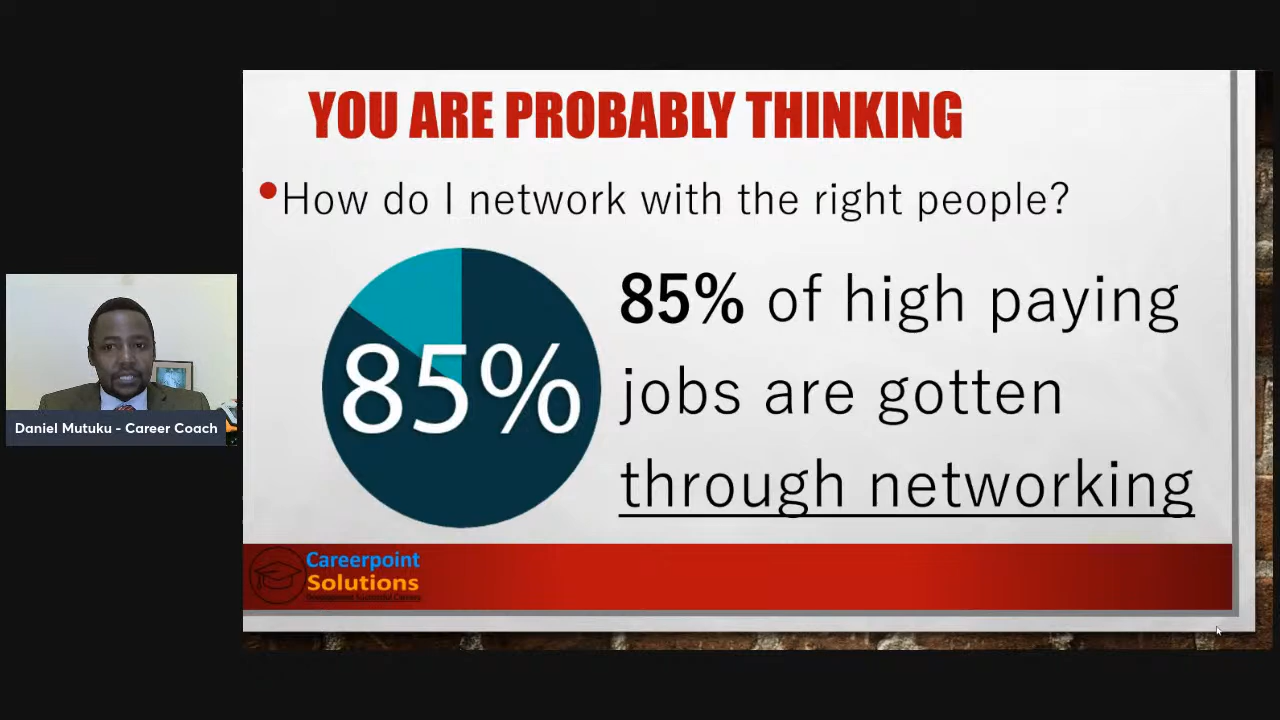 YOU ARE PROBABLY THINKING
•How do I network with the right people?
85%
85% of high paying
jobs are gotten
through networking
Daniel Mutuku - Career Coach
Careerpoint
Solutions